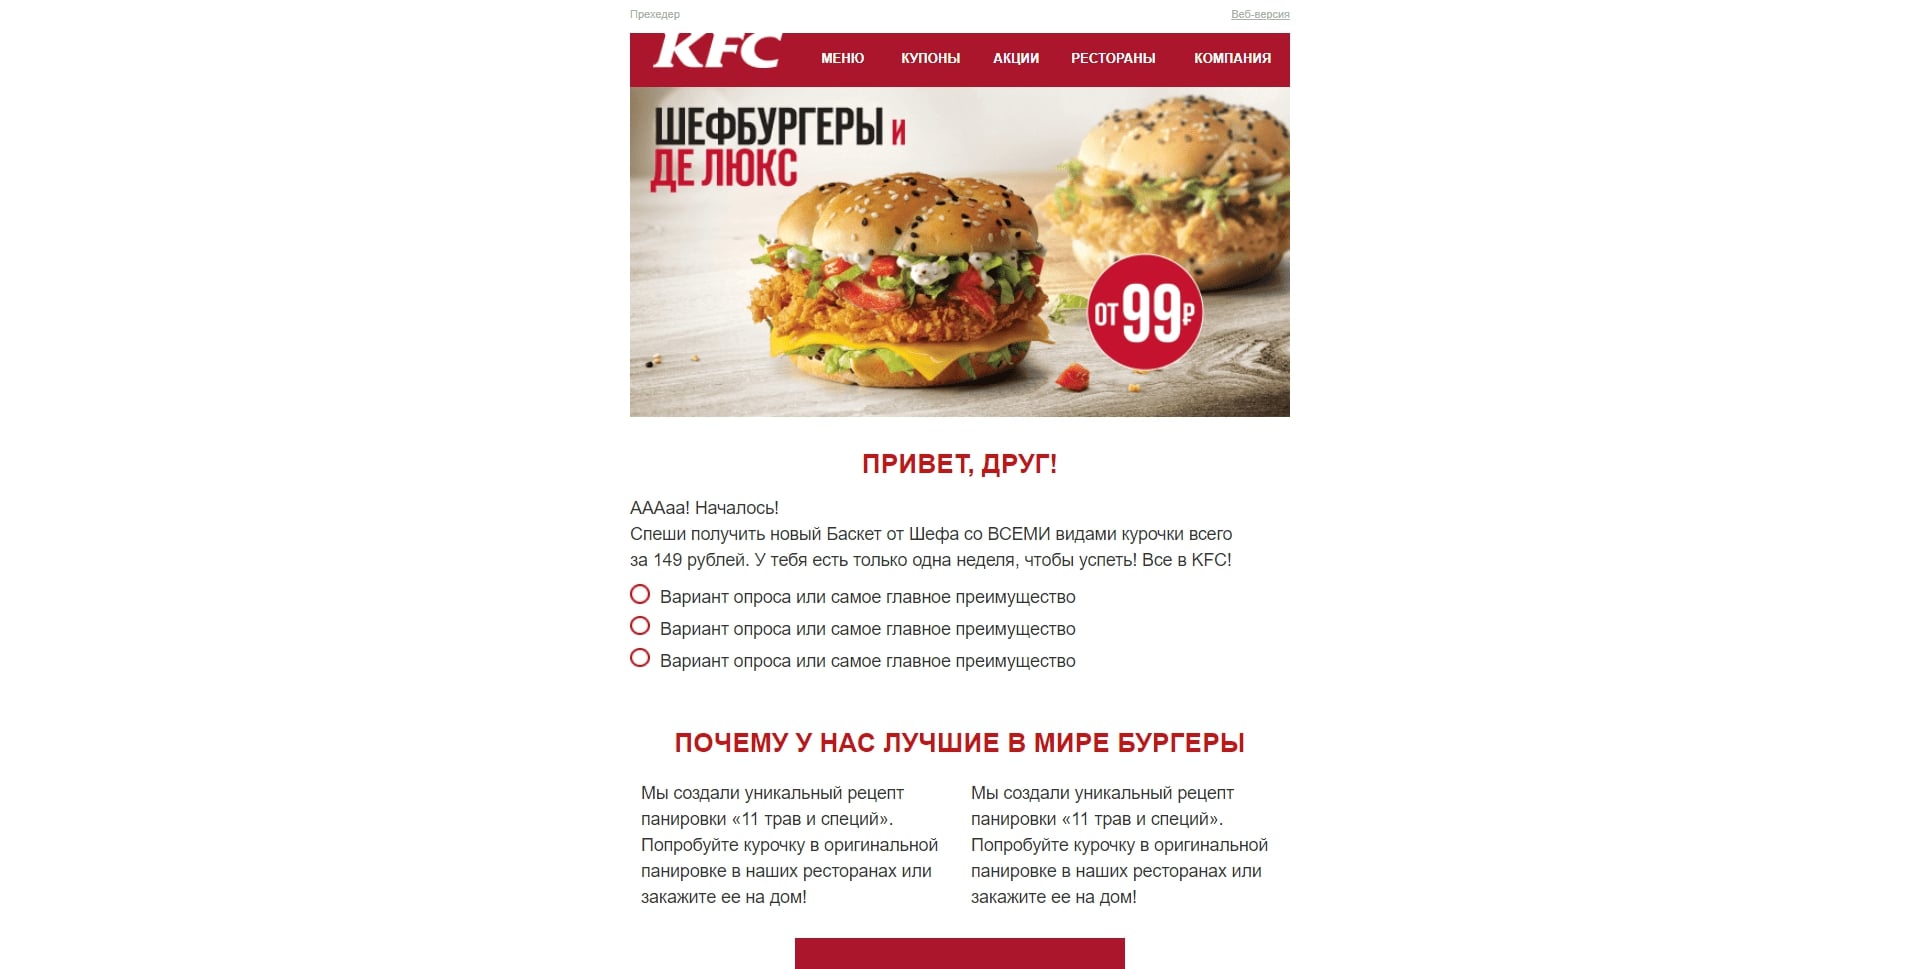 Прехедер
Веб-версия
KFC
МЕНЮ КУПОНЫ АКЦИИ РЕСТОРАНЫ КОМПАНИЯ
ШЕФБУРГЕРЫ И
ДЕ ЛЮКС
ОТ 99₽
ПРИВЕТ, ДРУГ!
АААаа! Началось!
Спеши получить новый Баскет от Шефа со ВСЕМИ видами курочки всего
за 149 рублей. У тебя есть только одна неделя, чтобы успеть! Все в KFC!
Вариант опроса или самое главное преимущество
Вариант опроса или самое главное преимущество
Вариант опроса или самое главное преимущество
ПОЧЕМУ У НАС ЛУЧШИЕ В МИРЕ БУРГЕРЫ
Мы создали уникальный рецепт
панировки «11 трав и специй».
Попробуйте курочку в оригинальной
панировке в наших ресторанах или
закажите ее на дом!
Мы создали уникальный рецепт
панировки «11 трав и специй».
Попробуйте курочку в оригинальной
панировке в наших ресторанах или
закажите ее на дом!